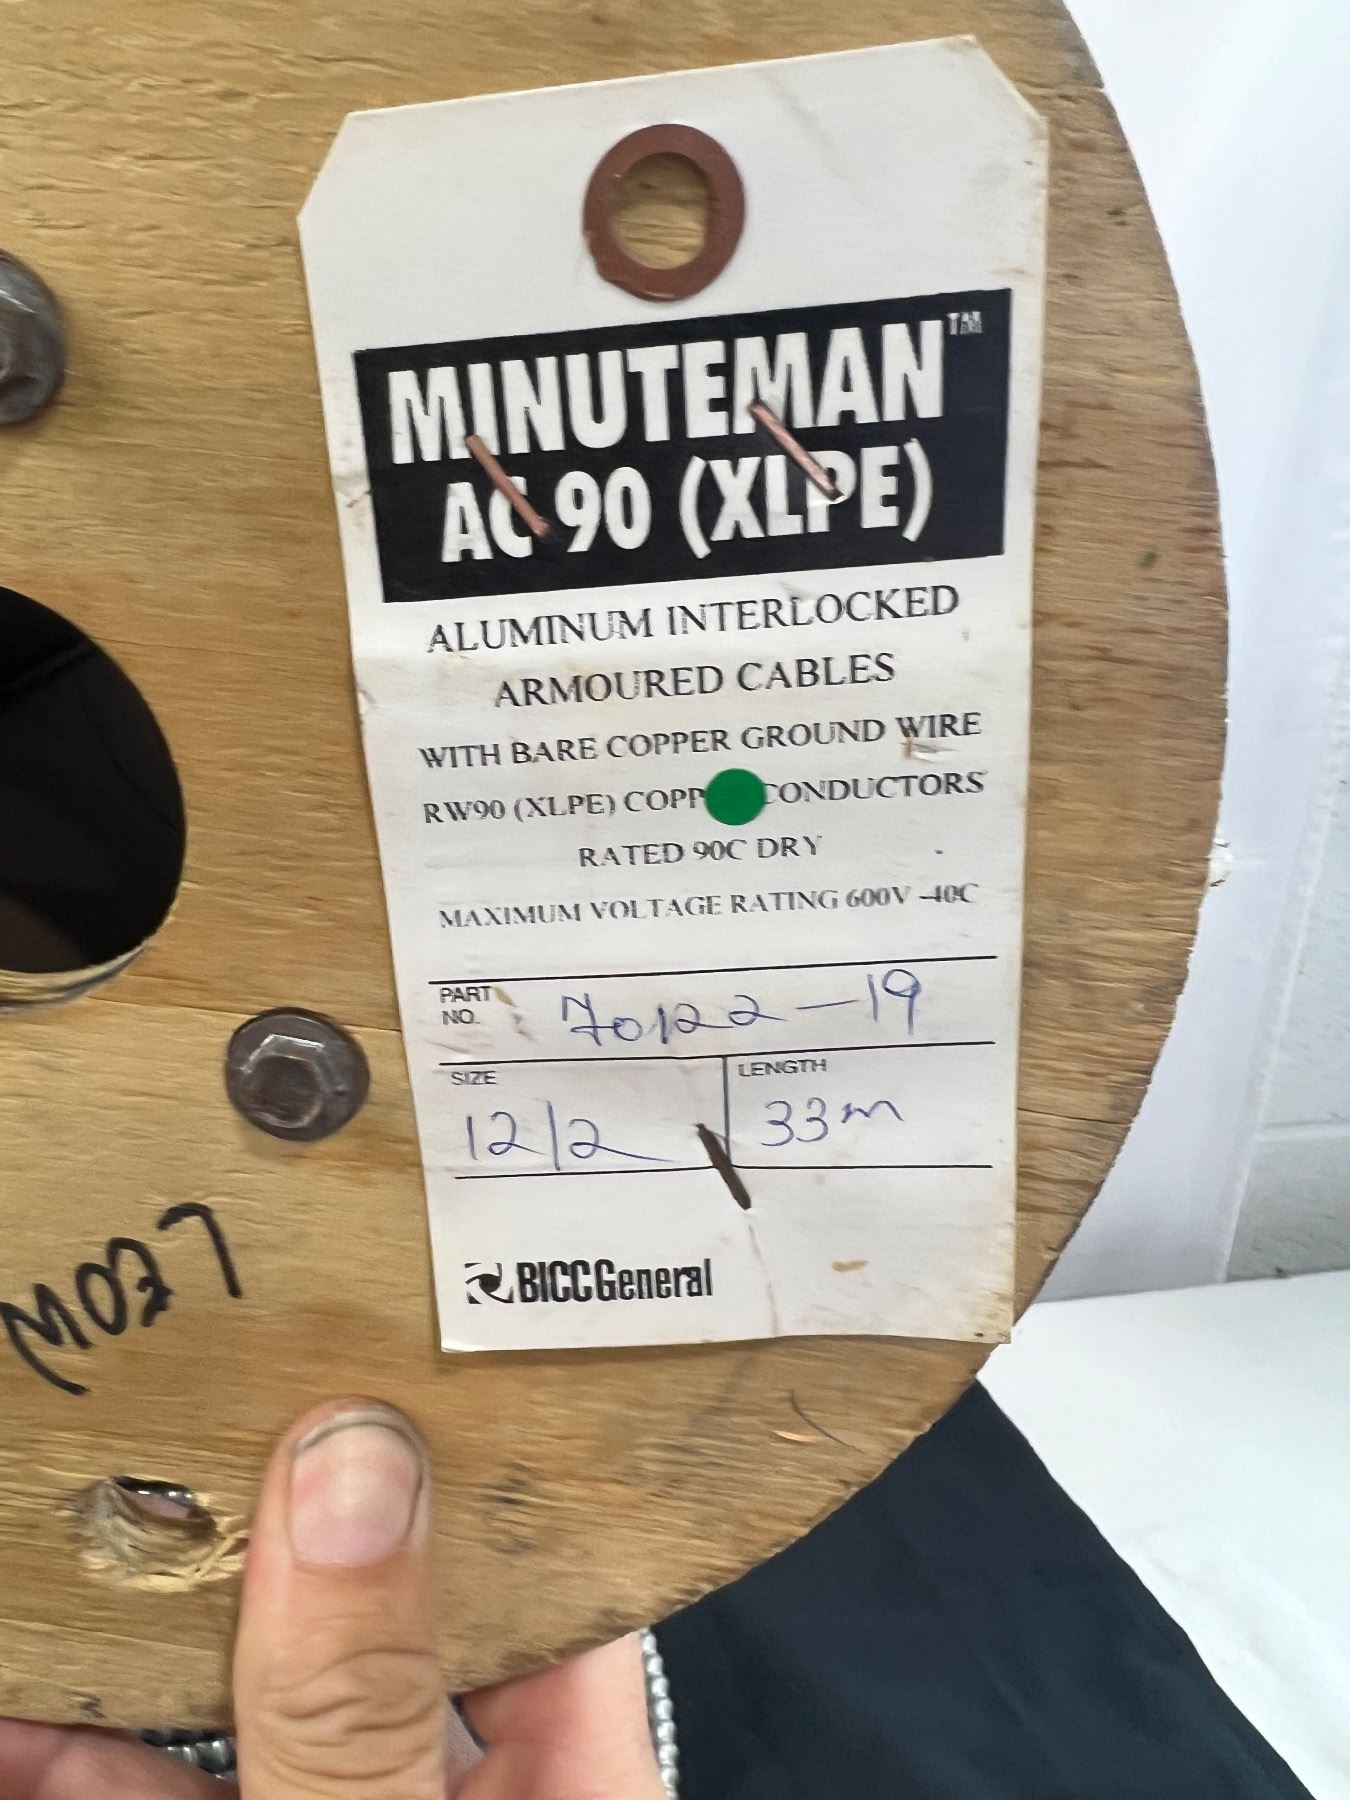 MINUTEMAN™
AC 90 (XLPE)
ALUMINUM INTERLOCKED
ARMOURED CABLES
WITH BARE COPPER GROUND WIRE
RW90 (XLPE) COPP CONDUCTORS
RATED 90C DRY
MAXIMUM VOLTAGE RATING 600V -40C
PART NO. 70122-19
SIZE 12/2 LENGTH 33m
BICCGeneral
M027